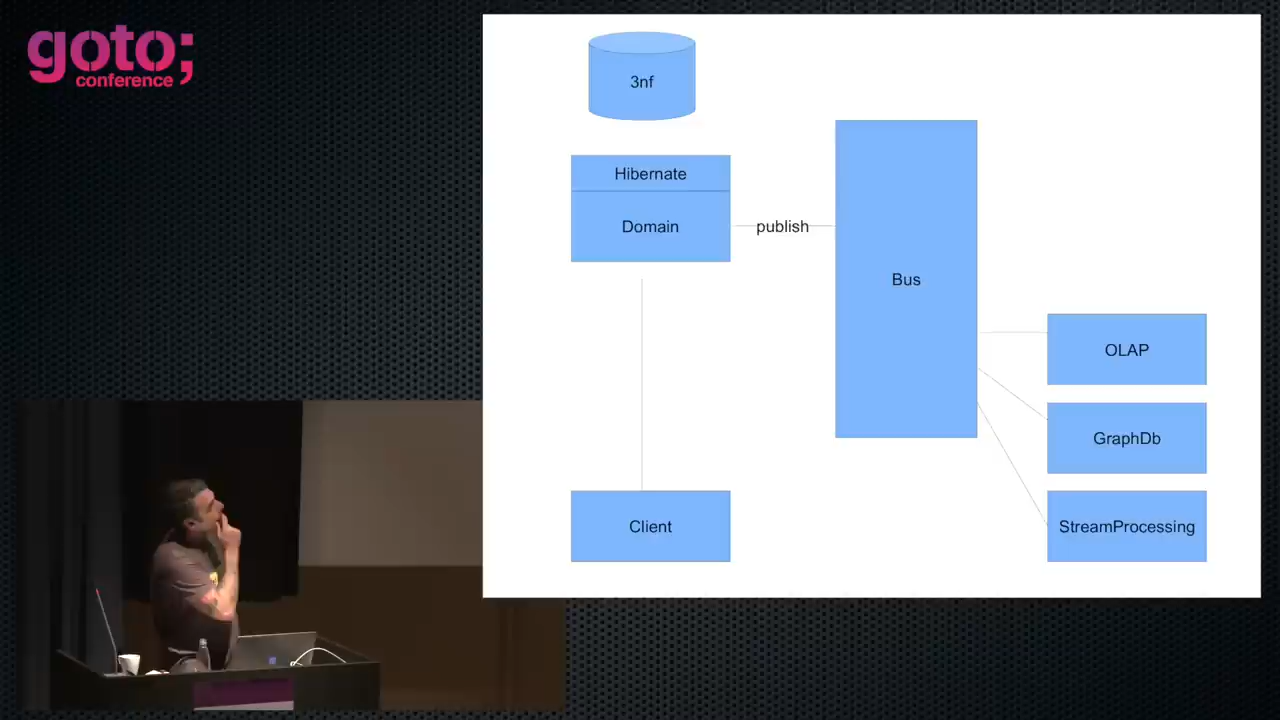 goto;
conference
3nf
Hibernate
Domain
publish
Bus
OLAP
GraphDb
StreamProcessing
Client